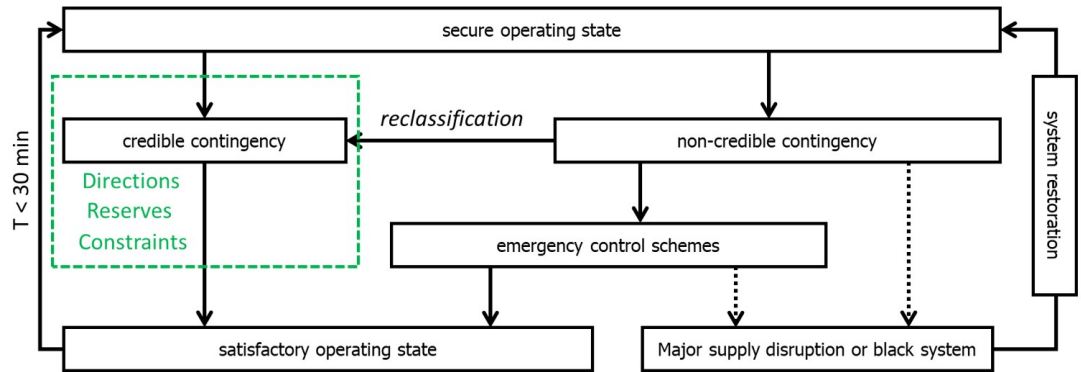 secure operating state
reclassification
credible contingency
non-credible contingency
Directions
Reserves
Constraints
T < 30 min
system restoration
emergency control schemes
satisfactory operating state
Major supply disruption or black system